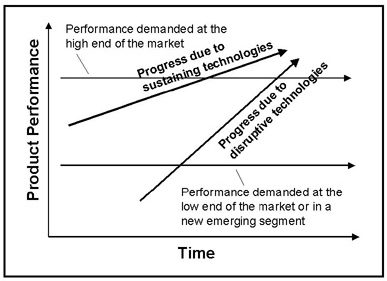 Performance demanded at the
high end of the market
Progress due to
sustaining technologies
Progress due to
disruptive technologies
Product Performance
Performance demanded at the
low end of the market or in a
new emerging segment
Time